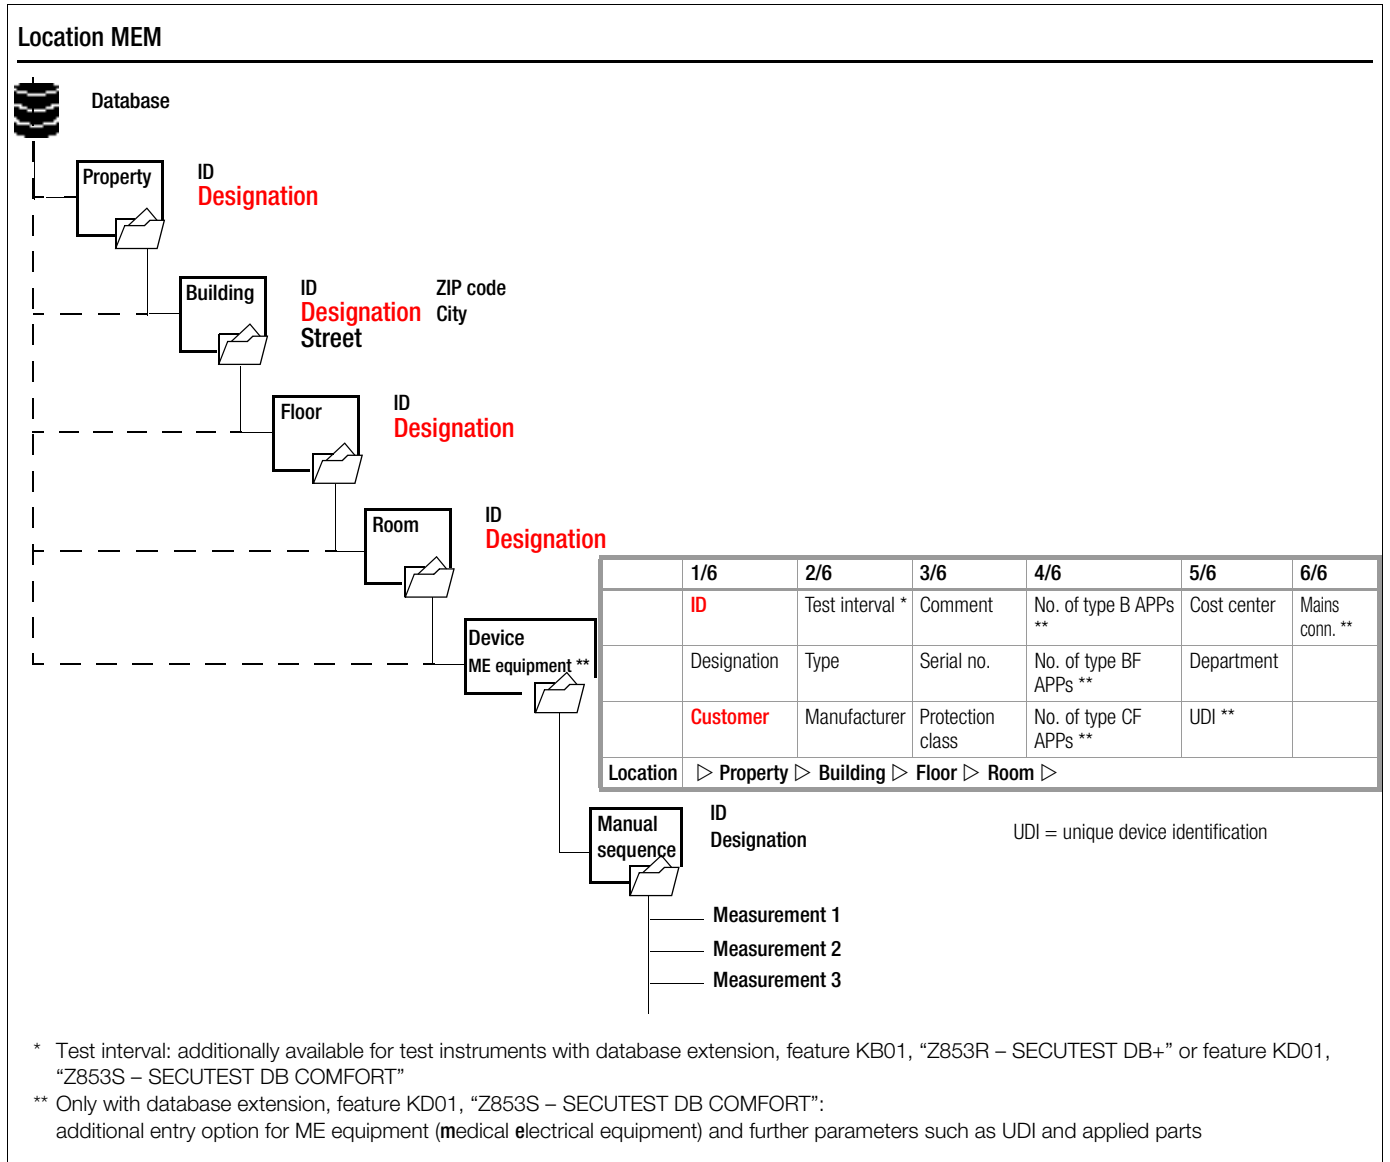 Location MEM
Database
Property
ID
Designation
Building
ID
ZIP code
Designation
City
Street
Floor
ID
Designation
Room
ID
Designation
1/6 2/6 3/6 4/6 5/6 6/6
ID Test interval * Comment No. of type B APPs ** Cost center Mains conn. **
Device
ME equipment **
Designation Type Serial no. No. of type BF APPs ** Department
Customer Manufacturer Protection class No. of type CF APPs ** UDI **
Location ▷ Property ▷ Building ▷ Floor ▷ Room ▷
Manual
sequence
ID
Designation
UDI = unique device identification
Measurement 1
Measurement 2
Measurement 3
* Test interval: additionally available for test instruments with database extension, feature KB01, “Z853R – SECUTEST DB+” or feature KD01,
“Z853S – SECUTEST DB COMFORT”
** Only with database extension, feature KD01, “Z853S – SECUTEST DB COMFORT”:
additional entry option for ME equipment (medical electrical equipment) and further parameters such as UDI and applied parts